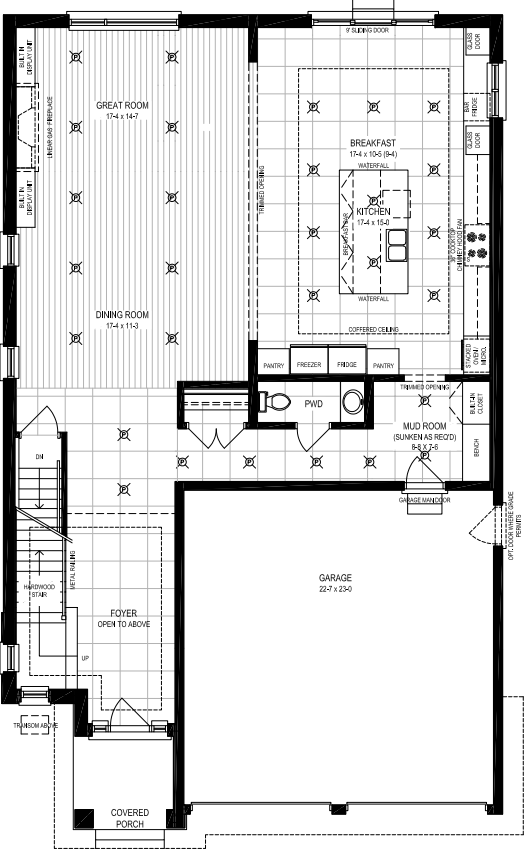 9' SLIDING DOOR
GLASS
DOOR
BUILT IN
DISPLAY UNIT
GREAT ROOM
17-4 x 14-7
LINEAR GAS FIREPLACE
BAR
FRIDGE
GLASS
DOOR
BREAKFAST
17-4 x 10-5 (9-4)
WATERFALL
BUILT IN
DISPLAY UNIT
TRIMMED OPENING
KITCHEN
17-4 x 15-0
BREAKFAST BAR
CHIMNEY HOOD FAN
WATERFALL
DINING ROOM
17-4 x 11-3
COFFERED CEILING
STACKED
OVEN/
MICRO.
PANTRY
FREEZER
FRIDGE
PANTRY
TRIMMED OPENING
PWD
BUILT-IN
CLOSET
MUD ROOM
(SUNKEN AS REQ'D)
8-8 x 7-6
BENCH
DN
GARAGE MAN DOOR
OPT. DOOR WHERE GRADE
PERMITS
METAL RAILING
HARDWOOD
STAIR
GARAGE
22-7 x 23-0
FOYER
OPEN TO ABOVE
UP
TRANSOM ABOVE
COVERED
PORCH